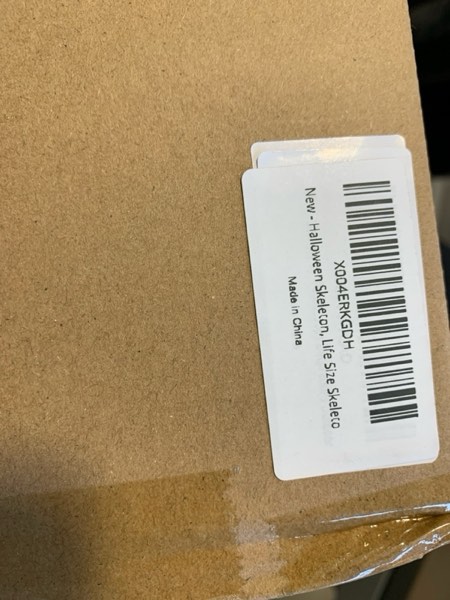 X004ERKGDH
New - Halloween Skeleton, Life Size Skeleto
Made in China